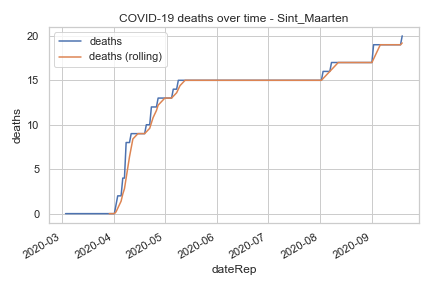 COVID-19 deaths over time - Sint_Maarten
deaths
deaths (rolling)
deaths
20
15
10
5
0
2020-03
2020-04
2020-05
2020-06
2020-07
2020-08
2020-09
dateRep